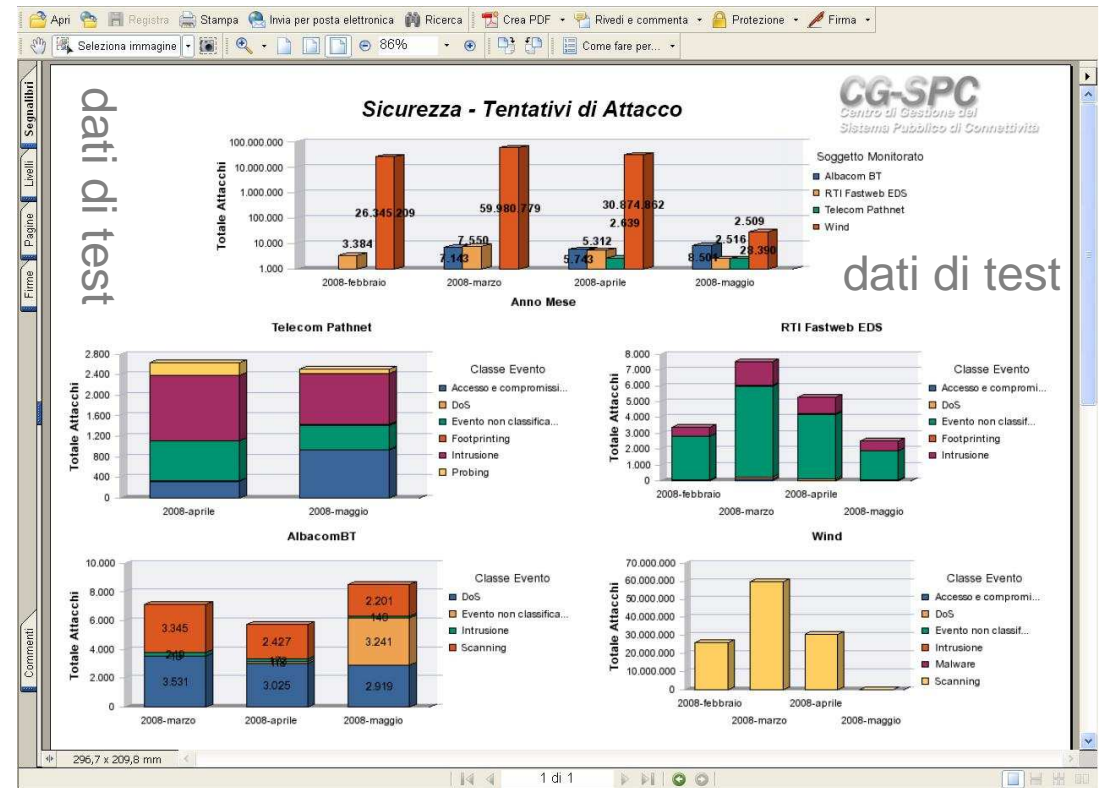 Apri Registra Stampa Invia per posta elettronica Ricerca Crea PDF Rivedi e commenta Protezione Firma
Seleziona immagine 86% Come fare per...
Segnalibri
Livelli
Pagine
Firme
Commenti
dati di test
Sicurezza - Tentativi di Attacco
CG-SPC
Centro di Gestione del
Sistema Pubblico di Connettività
Totale Attacchi
100.000.000
10.000.000
1.000.000
100.000
10.000
1.000
3.384
26.345.209
7.143
7.550
59.980.779
5.743
5.312
2.639
30.874.862
8.501
2.516
2.509
28.390
2008-febbraio 2008-marzo 2008-aprile 2008-maggio
Anno Mese
Soggetto Monitorato
Albacom BT
RTI Fastweb EDS
Telecom Pathnet
Wind
dati di test
Telecom Pathnet
Totale Attacchi
2.800
2.400
2.000
1.600
1.200
800
400
0
2008-aprile 2008-maggio
Classe Evento
Accesso e compromissi...
DoS
Evento non classifica...
Footprinting
Intrusione
Probing
RTI Fastweb EDS
Totale Attacchi
8.000
7.000
6.000
5.000
4.000
3.000
2.000
1.000
0
2008-febbraio 2008-aprile
2008-marzo 2008-maggio
Classe Evento
Accesso e compromi...
DoS
Evento non classif...
Footprinting
Intrusione
AlbacomBT
Totale Attacchi
10.000
8.000
6.000
4.000
2.000
0
3.345
3.531
2.427
3.025
2.201
140
3.241
2.919
2008-marzo 2008-aprile 2008-maggio
Classe Evento
DoS
Evento non classifica...
Intrusione
Scanning
Wind
Totale Attacchi
70.000.000
60.000.000
50.000.000
40.000.000
30.000.000
20.000.000
10.000.000
0
2008-febbraio 2008-aprile
2008-marzo 2008-maggio
Classe Evento
Accesso e compromi...
DoS
Evento non classif...
Intrusione
Malware
Scanning
296,7 x 209,8 mm
1 di 1